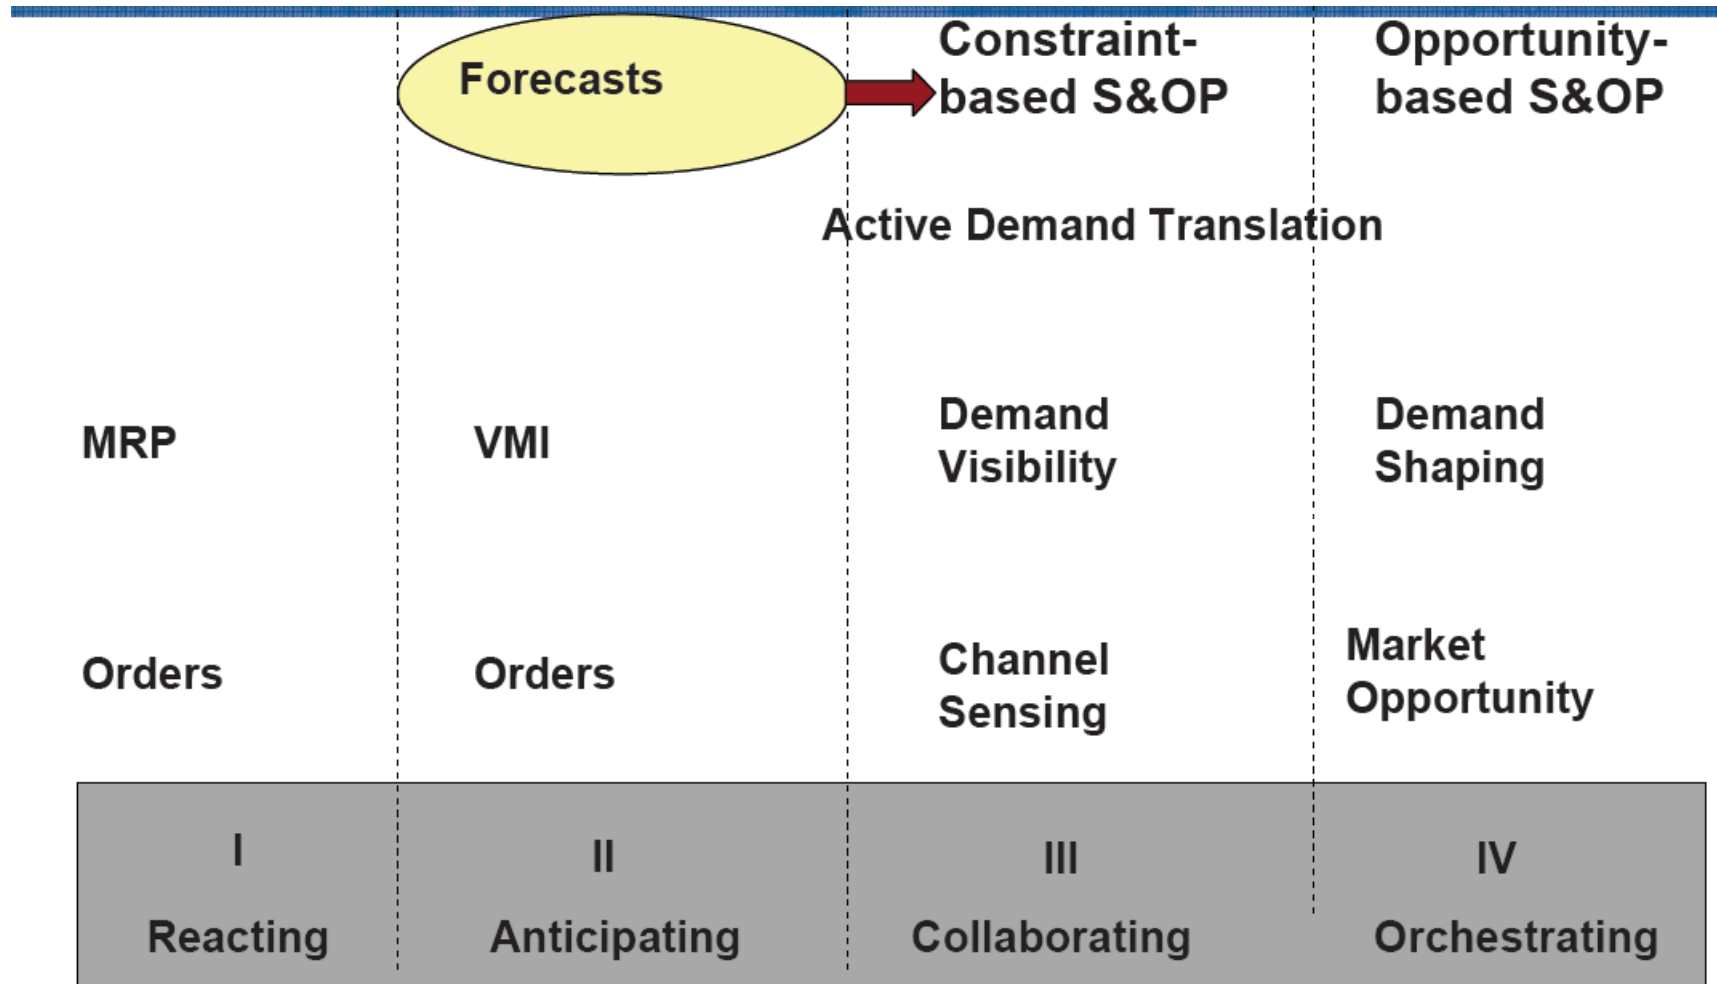 Forecasts
Constraint-
based S&OP
Opportunity-
based S&OP
Active Demand Translation
MRP
VMI
Demand
Visibility
Demand
Shaping
Orders
Orders
Channel
Sensing
Market
Opportunity
I
II
III
IV
Reacting
Anticipating
Collaborating
Orchestrating